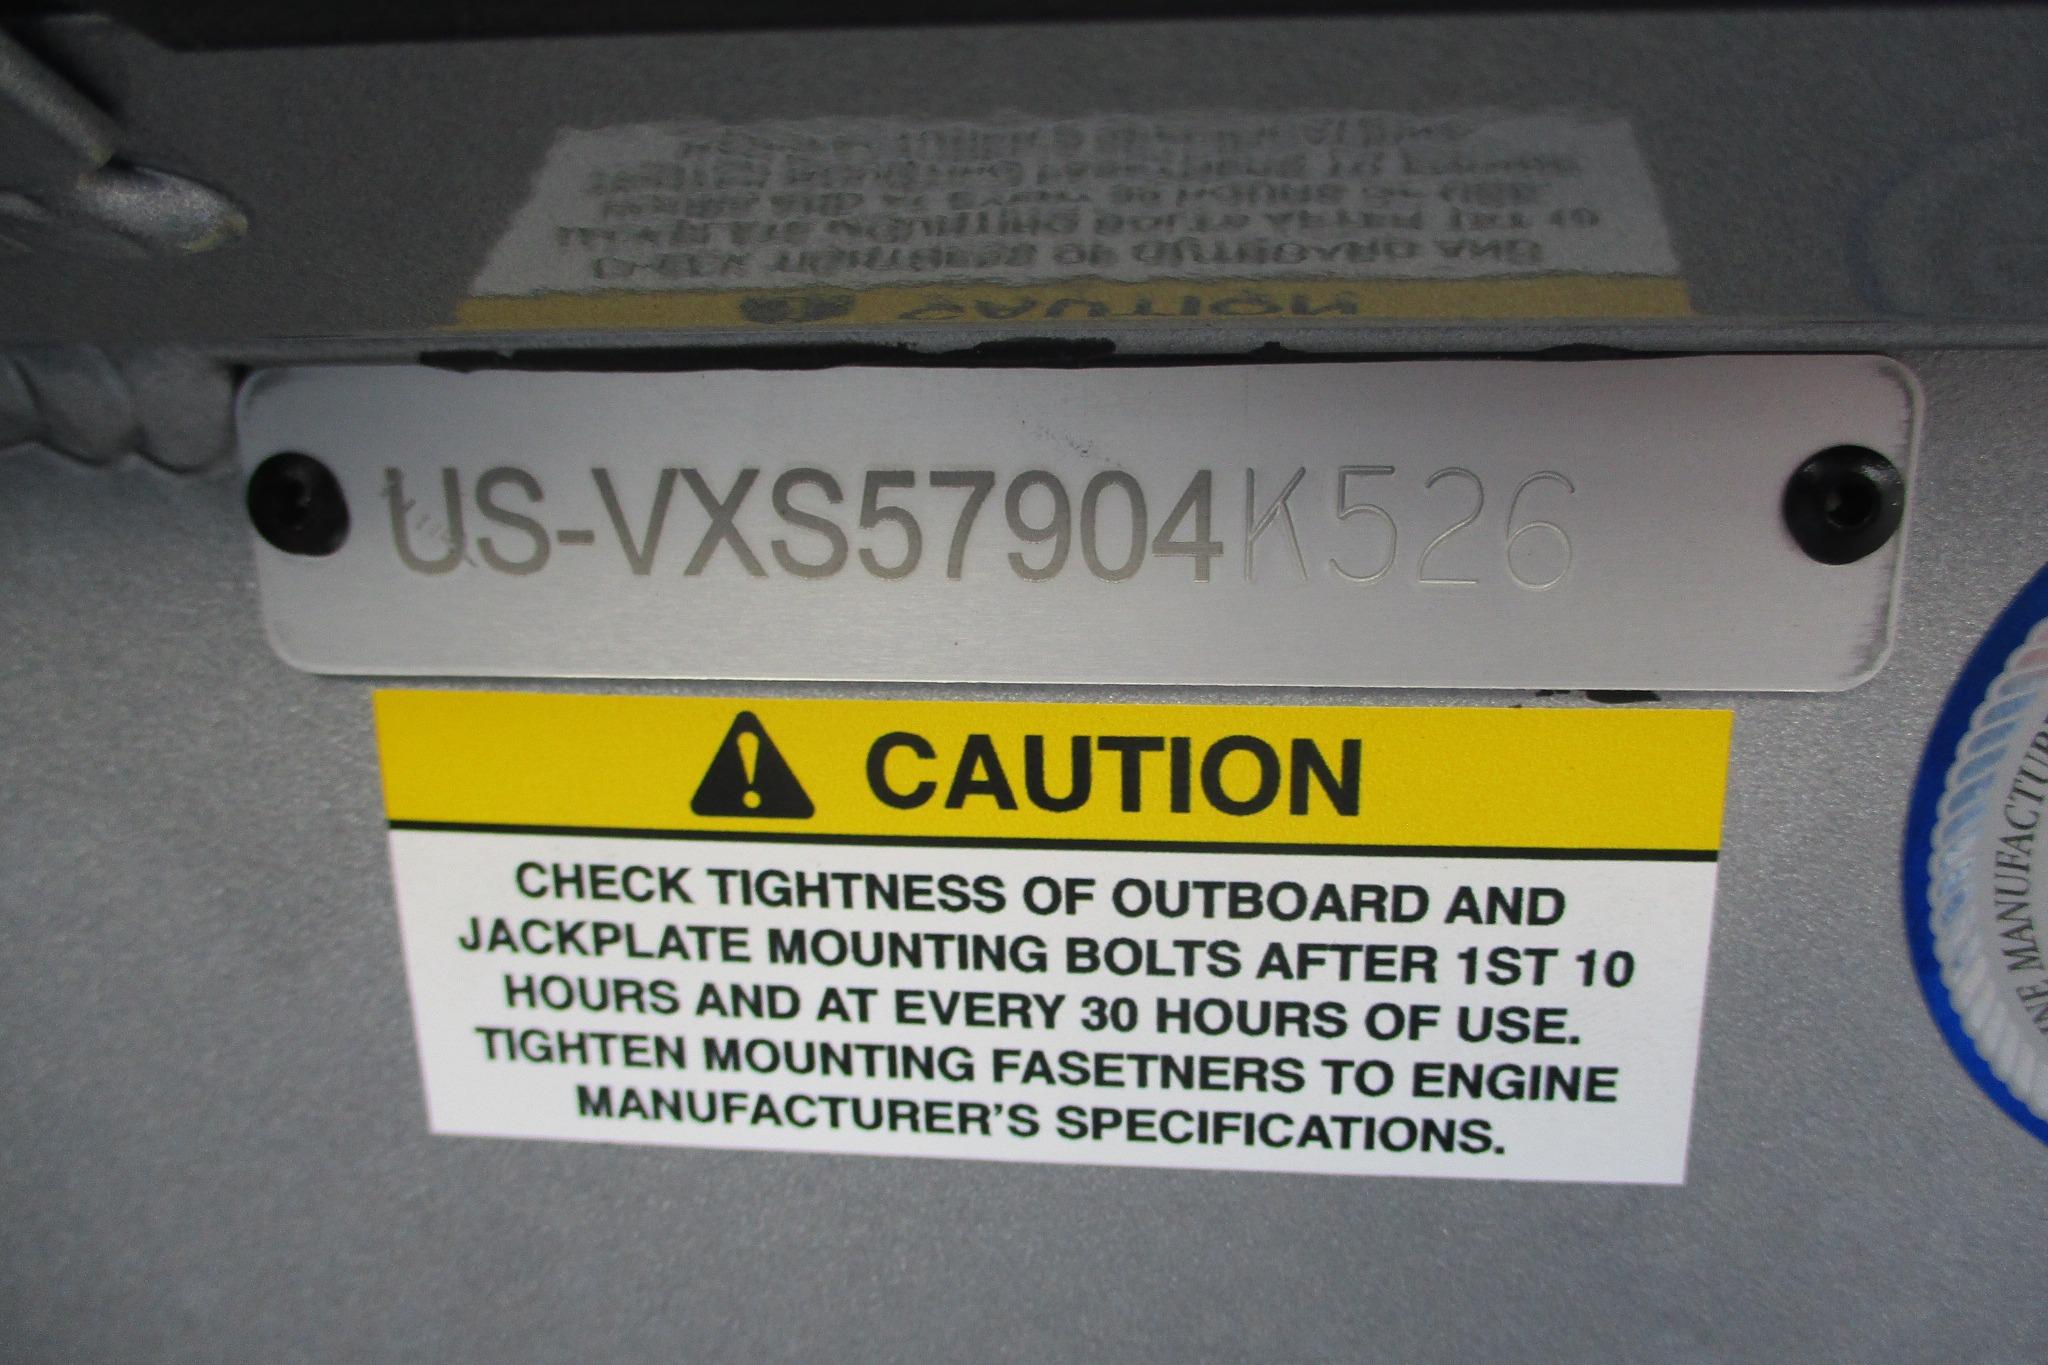 US-VXS57904K526
CAUTION
CHECK TIGHTNESS OF OUTBOARD AND
JACKPLATE MOUNTING BOLTS AFTER 1ST 10
HOURS AND AT EVERY 30 HOURS OF USE.
TIGHTEN MOUNTING FASETNERS TO ENGINE
MANUFACTURER'S SPECIFICATIONS.